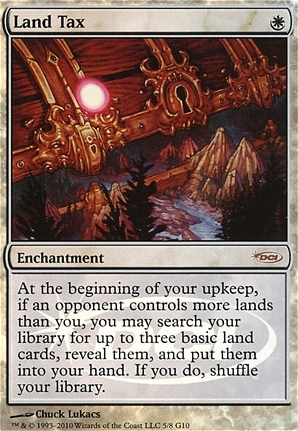 Land Tax
Enchantment
DCI
At the beginning of your upkeep,
if an opponent controls more lands
than you, you may search your
library for up to three basic land
cards, reveal them, and put them
into your hand. If you do, shuffle
your library.
Chuck Lukacs
™ & © 1993–2010 Wizards of the Coast LLC 5/8 G10